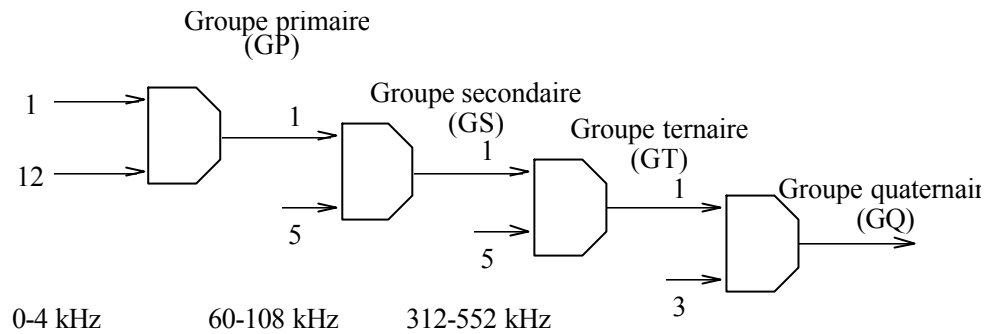 Groupe primaire
(GP)
1
12
1
5
Groupe secondaire
(GS)
1
5
Groupe ternaire
(GT)
1
3
Groupe quaternair
(GQ)
0-4 kHz
60-108 kHz
312-552 kHz